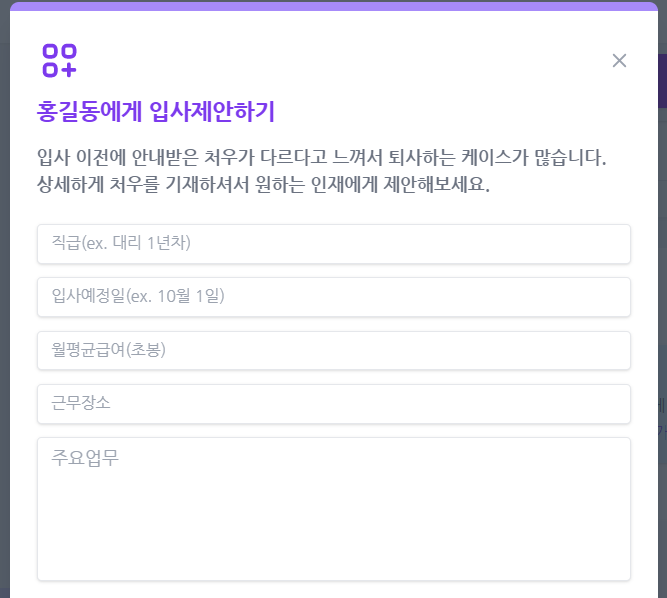 홍길동에게 입사제안하기
입사 이전에 안내받은 처우가 다르다고 느껴서 퇴사하는 케이스가 많습니다.
상세하게 처우를 기재하셔서 원하는 인재에게 제안해보세요.
직급(ex. 대리 1년차)
입사예정일(ex. 10월 1일)
월평균급여(초봉)
근무장소
주요업무